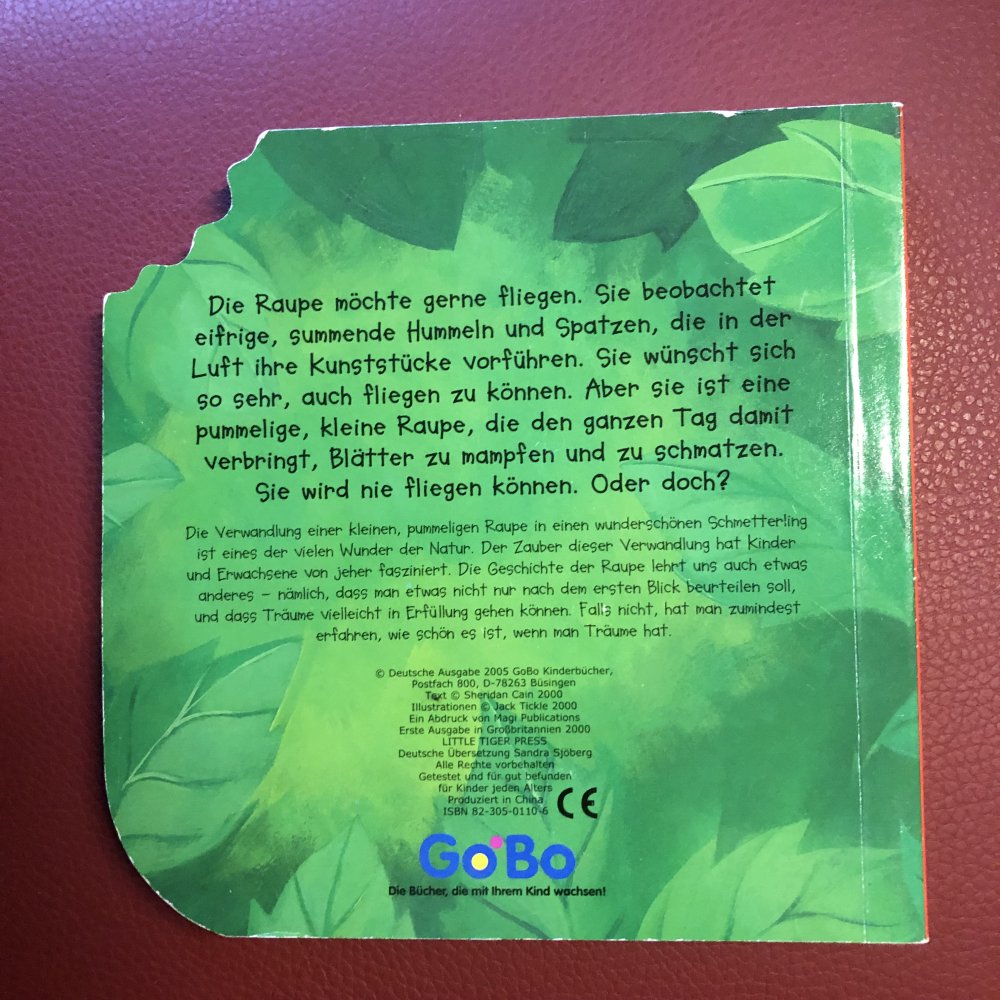 Die Raupe möchte gerne fliegen. Sie beobachtet
eifrige, summende Hummeln und Spatzen, die in der
Luft ihre Kunststücke vorführen. Sie wünscht sich
so sehr, auch fliegen zu können. Aber sie ist eine
pummelige, kleine Raupe, die den ganzen Tag damit
verbringt, Blätter zu mampfen und zu schmatzen.
Sie wird nie fliegen können. Oder doch?
Die Verwandlung einer kleinen, pummeligen Raupe in einen wunderschönen Schmetterling
ist eines der vielen Wunder der Natur. Der Zauber dieser Verwandlung hat Kinder
und Erwachsene von jeher fasziniert. Die Geschichte der Raupe lehrt uns auch etwas
anderes – nämlich, dass man etwas nicht nur nach dem ersten Blick beurteilen soll,
und dass Träume vielleicht in Erfüllung gehen können. Falls nicht, hat man zumindest
erfahren, wie schön es ist, wenn man Träume hat.
© Deutsche Ausgabe 2005 GoBo Kinderbücher,
Postfach 800, D-78263 Büsingen
Text © Sheridan Cain 2000
Illustrationen © Jack Tickle 2000
Ein Abdruck von Magi Publications
Erste Ausgabe in Großbritannien 2000
LITTLE TIGER PRESS
Deutsche Übersetzung Sandra Sjöberg
Alle Rechte vorbehalten
Getestet und für gut befunden
für Kinder jeden Alters
Produziert in China
ISBN 82-305-0110-6
CE
GoBo
Die Bücher, die mit Ihrem Kind wachsen!